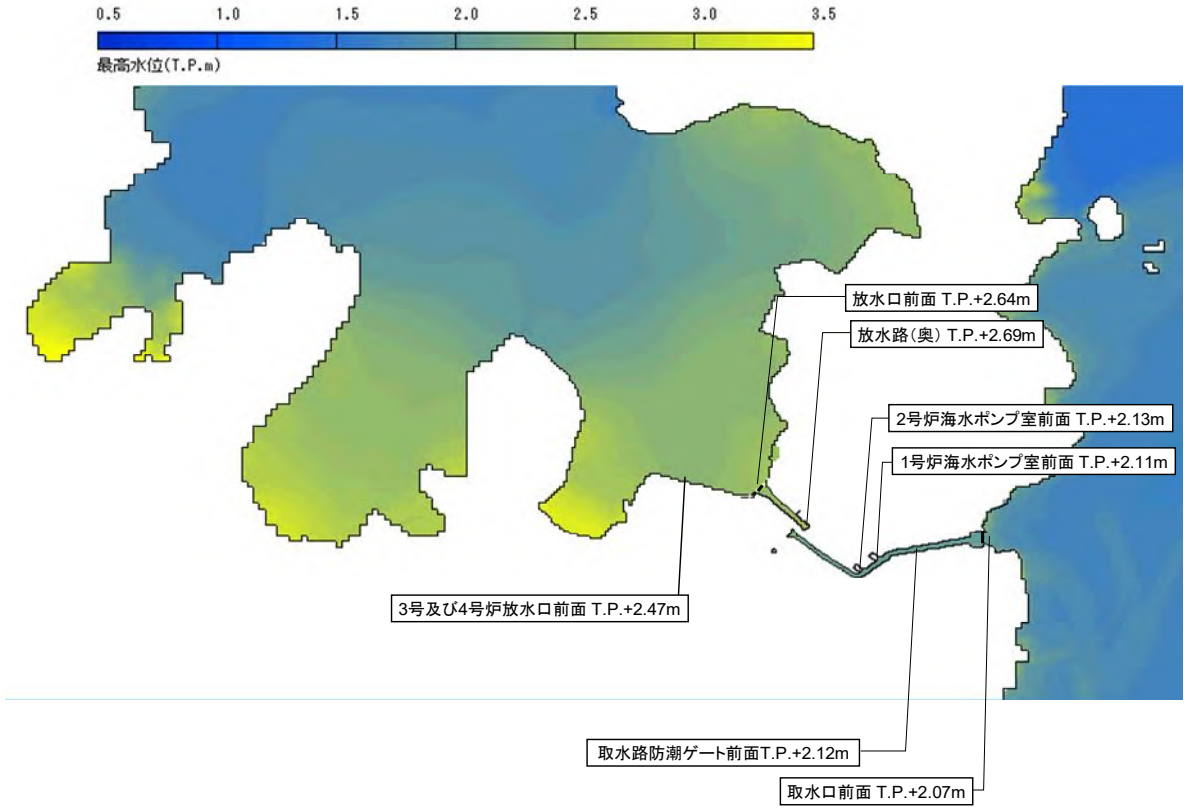 0.5 1.0 1.5 2.0 2.5 3.0 3.5
最高水位(T.P.m)
放水口前面 T.P.+2.64m
放水路(奥) T.P.+2.69m
2号炉海水ポンプ室前面 T.P.+2.13m
1号炉海水ポンプ室前面 T.P.+2.11m
3号及び4号炉放水口前面 T.P.+2.47m
取水路防潮ゲート前面T.P.+2.12m
取水口前面 T.P.+2.07m